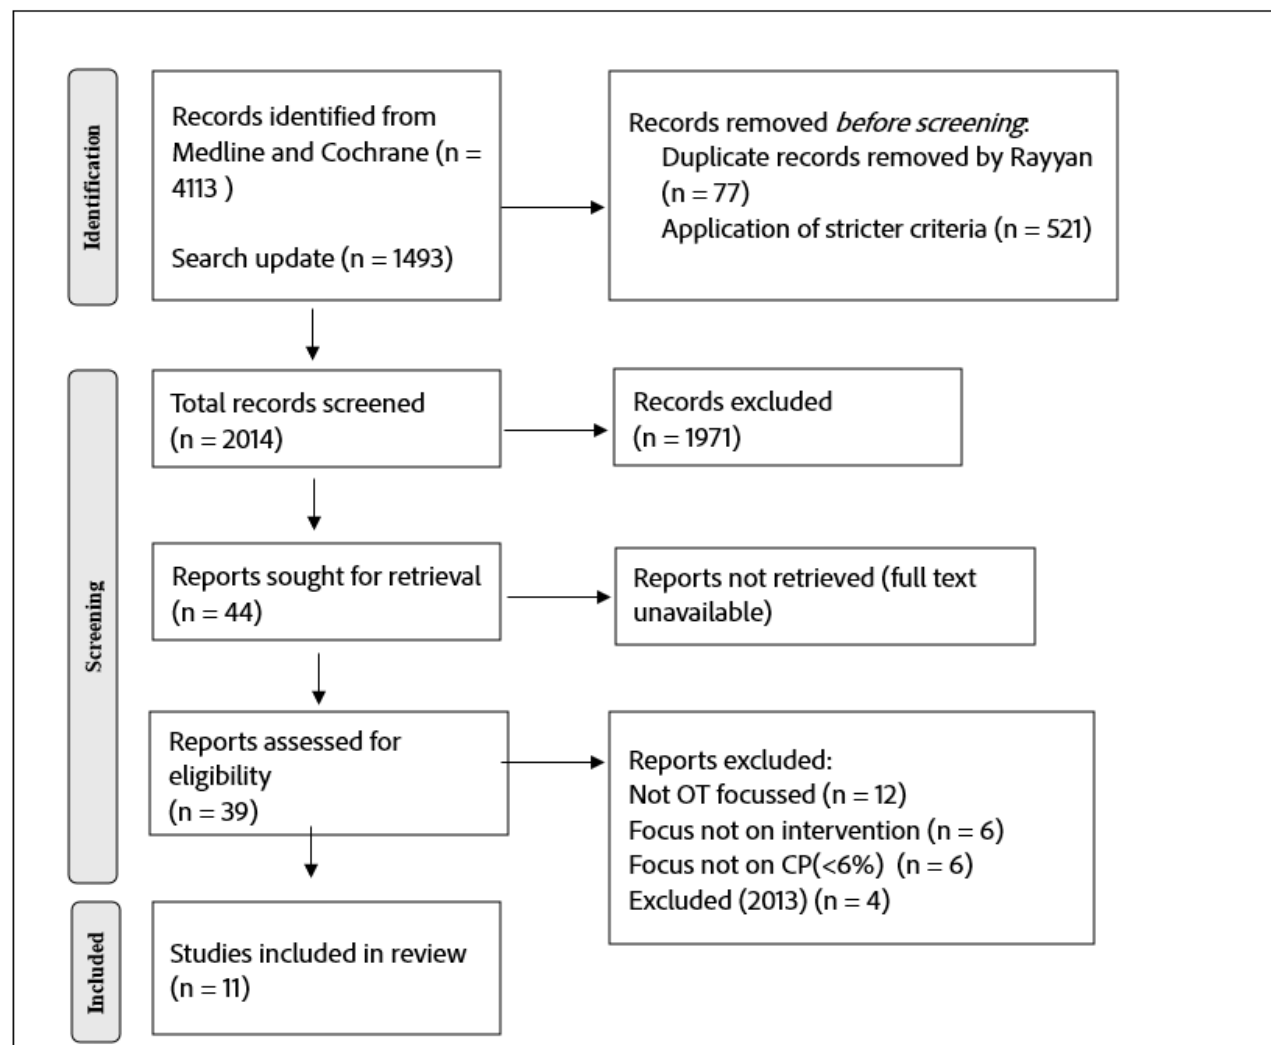 Identification
Records identified from
Medline and Cochrane (n =
4113 )
Search update (n = 1493)
Records removed before screening:
Duplicate records removed by Rayyan
(n = 77)
Application of stricter criteria (n = 521)
Screening
Total records screened
(n = 2014)
Records excluded
(n = 1971)
Reports sought for retrieval
(n = 44)
Reports not retrieved (full text
unavailable)
Reports assessed for
eligibility
(n = 39)
Reports excluded:
Not OT focussed (n = 12)
Focus not on intervention (n = 6)
Focus not on CP(<6%) (n = 6)
Excluded (2013) (n = 4)
Included
Studies included in review
(n = 11)